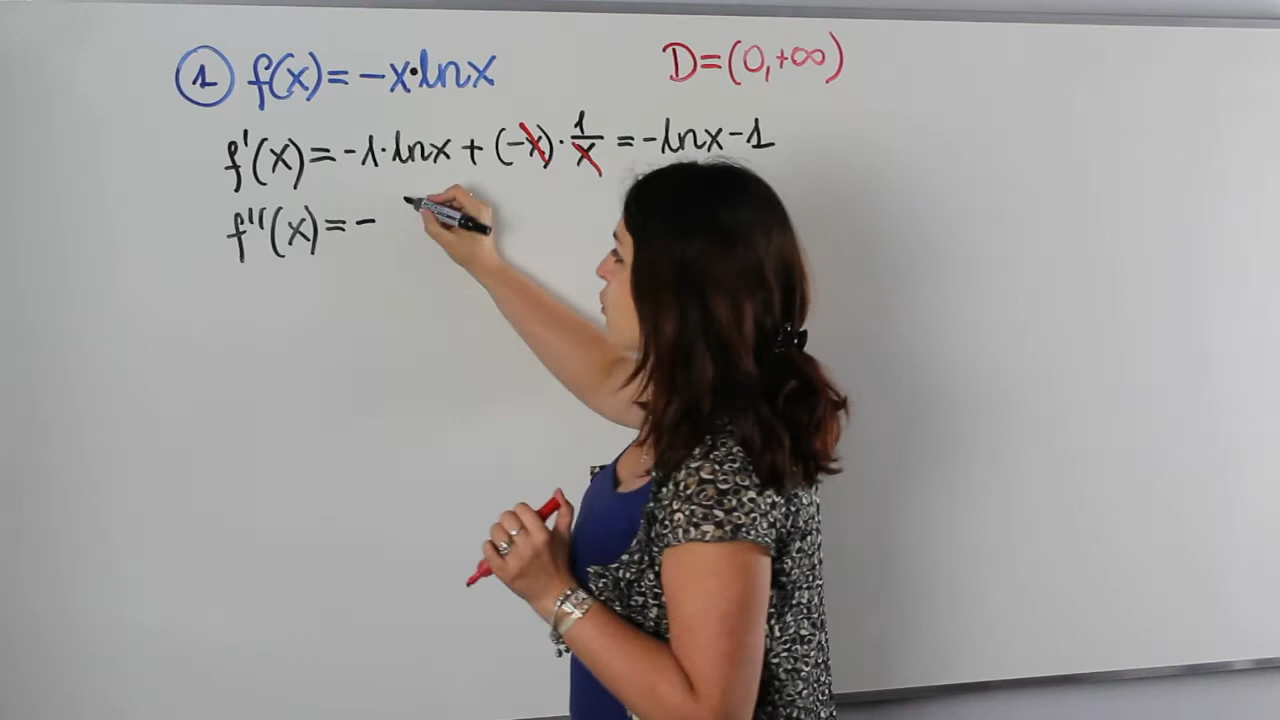 ① f(x)=-x·lnx D=(0,+∞)
f'(x)=-1·lnx+(-x)·1/x=-lnx-1
f''(x)=-